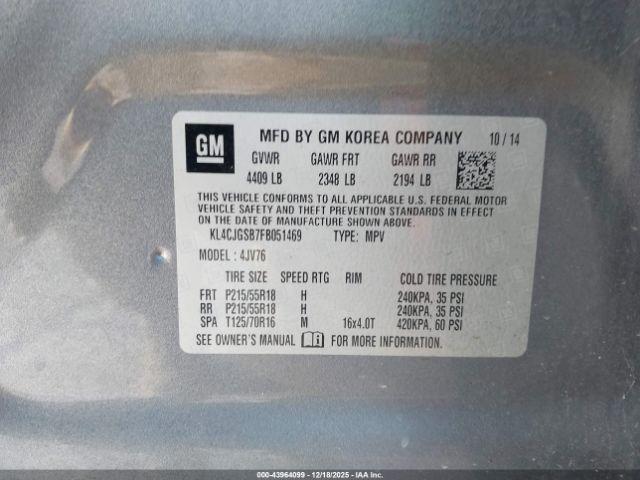 GM MFD BY GM KOREA COMPANY 10 / 14
GVWR GAWR FRT GAWR RR
4409 LB 2348 LB 2194 LB
THIS VEHICLE CONFORMS TO ALL APPLICABLE U.S. FEDERAL MOTOR
VEHICLE SAFETY AND THEFT PREVENTION STANDARDS IN EFFECT
ON THE DATE OF MANUFACTURE SHOWN ABOVE.
KL4CJGSB7FB051469 TYPE: MPV
MODEL : 4JV76
TIRE SIZE SPEED RTG RIM COLD TIRE PRESSURE
FRT P215/55R18 H 240KPA, 35 PSI
RR P215/55R18 H 240KPA, 35 PSI
SPA T125/70R16 M 16x4.0T 420KPA, 60 PSI
SEE OWNER'S MANUAL FOR MORE INFORMATION.
000-43964099 - 12/18/2025 - IAA, Inc.